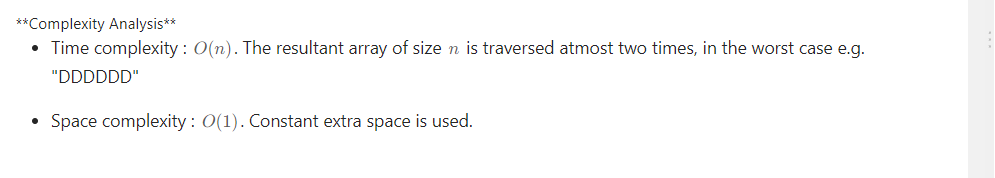 **Complexity Analysis**
• Time complexity : O(n). The resultant array of size n is traversed atmost two times, in the worst case e.g.
"DDDDDD"
• Space complexity : O(1). Constant extra space is used.